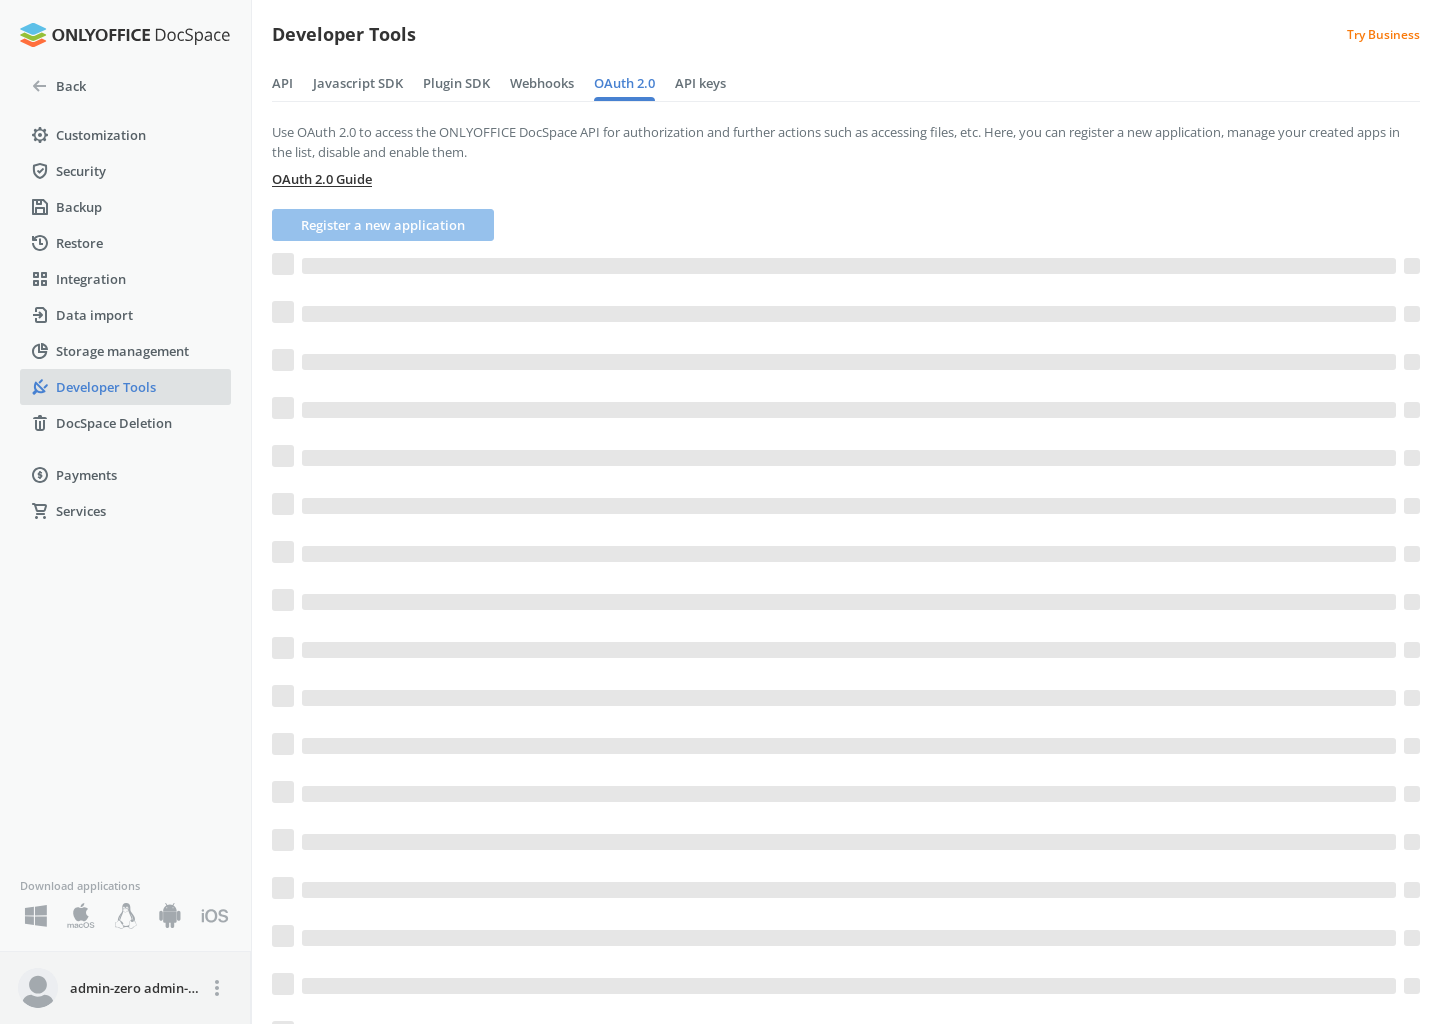 ONLYOFFICE DocSpace
Back
Customization
Security
Backup
Restore
Integration
Data import
Storage management
Developer Tools
DocSpace Deletion
Payments
Services
Download applications
macOS
iOS
admin-zero admin-...
Developer Tools
Try Business
API
Javascript SDK
Plugin SDK
Webhooks
OAuth 2.0
API keys
Use OAuth 2.0 to access the ONLYOFFICE DocSpace API for authorization and further actions such as accessing files, etc. Here, you can register a new application, manage your created apps in
the list, disable and enable them.
OAuth 2.0 Guide
Register a new application